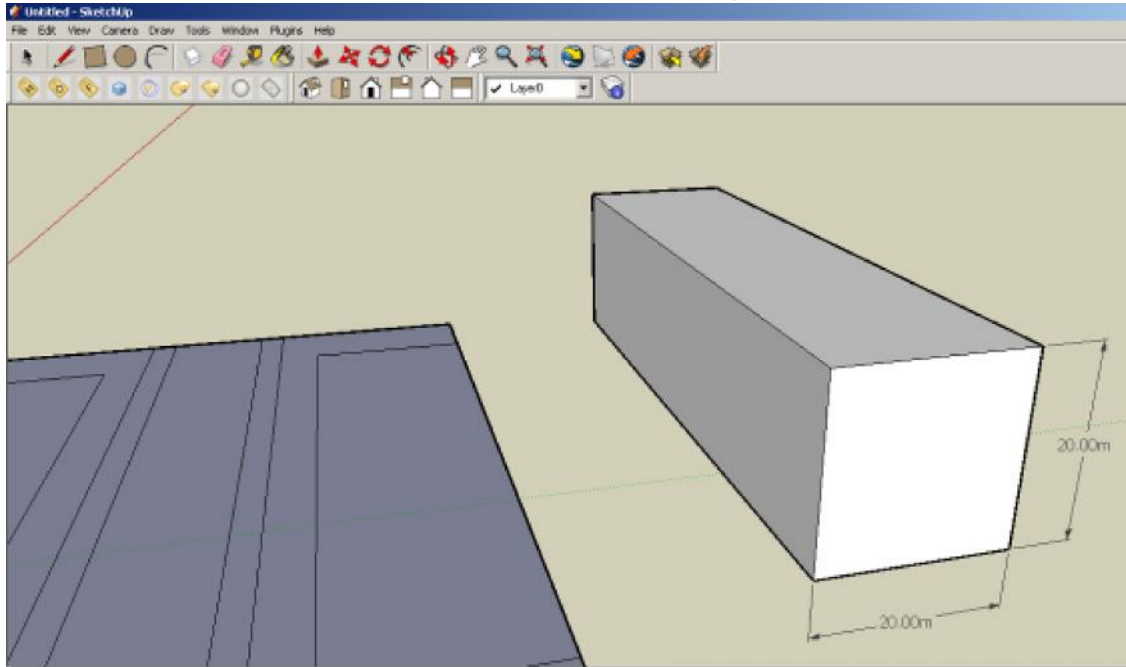 Untitled - SketchUp
File Edit View Camera Draw Tools Window Plugins Help
Layer0
20.00m
20.00m